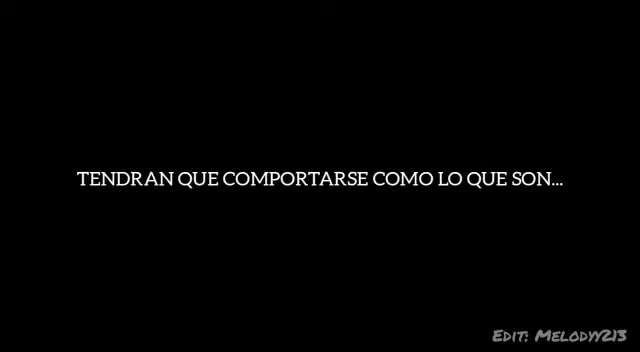 TENDRAN QUE COMPORTARSE COMO LO QUE SON...
Edit: Melodyy213